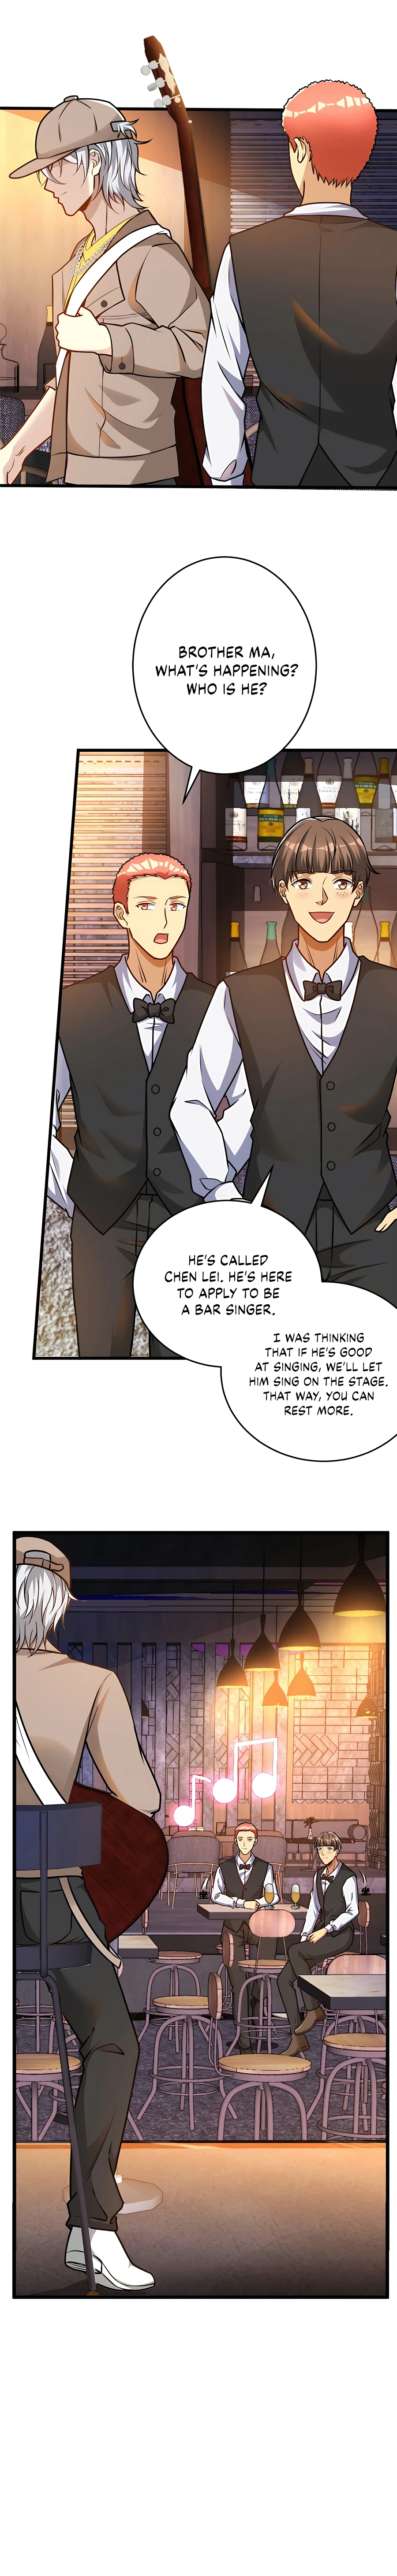 BROTHER MA,
WHAT'S HAPPENING?
WHO IS HE?
HE'S CALLED
CHEN LEI. HE'S HERE
TO APPLY TO BE
A BAR SINGER.
I WAS THINKING
THAT IF HE'S GOOD
AT SINGING, WE'LL LET
HIM SING ON THE STAGE.
THAT WAY, YOU CAN
REST MORE.
坐
坐